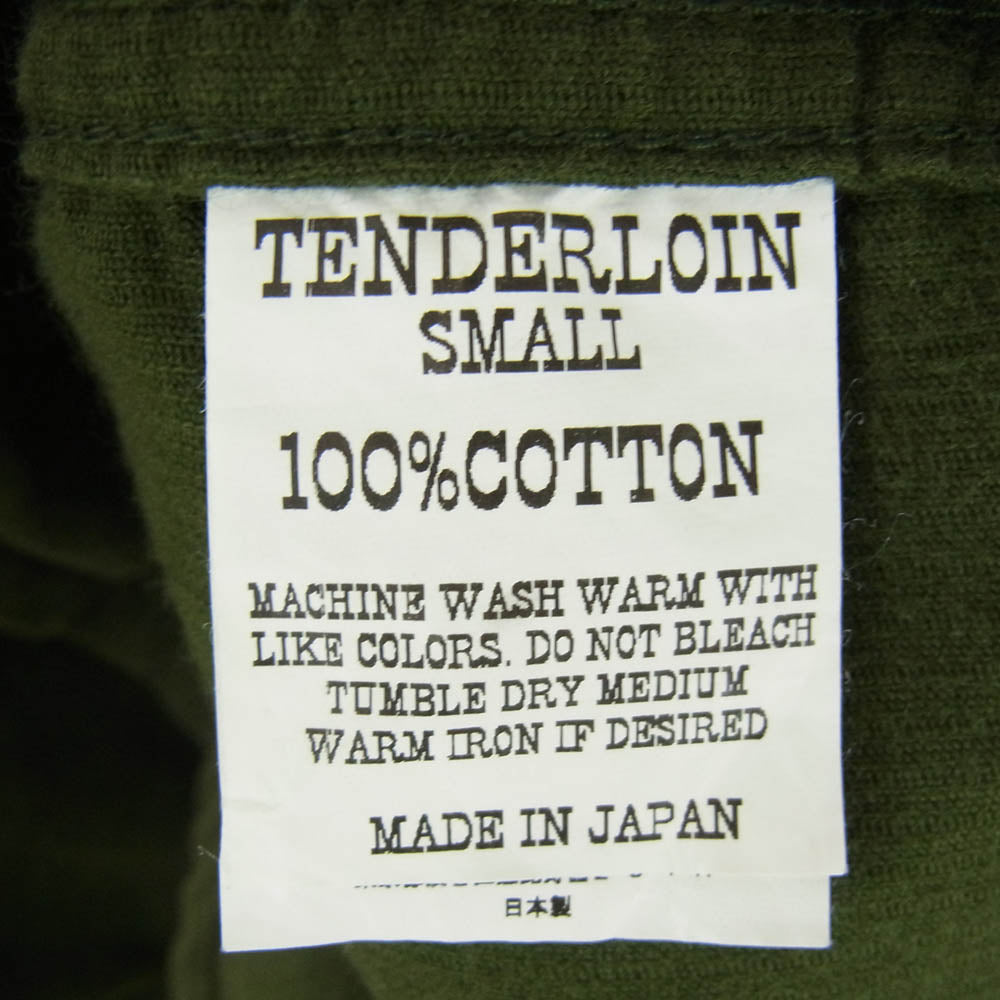 TENDERLOIN
SMALL
100%COTTON
MACHINE WASH WARM WITH
LIKE COLORS. DO NOT BLEACH
TUMBLE DRY MEDIUM
WARM IRON IF DESIRED
MADE IN JAPAN
日本製